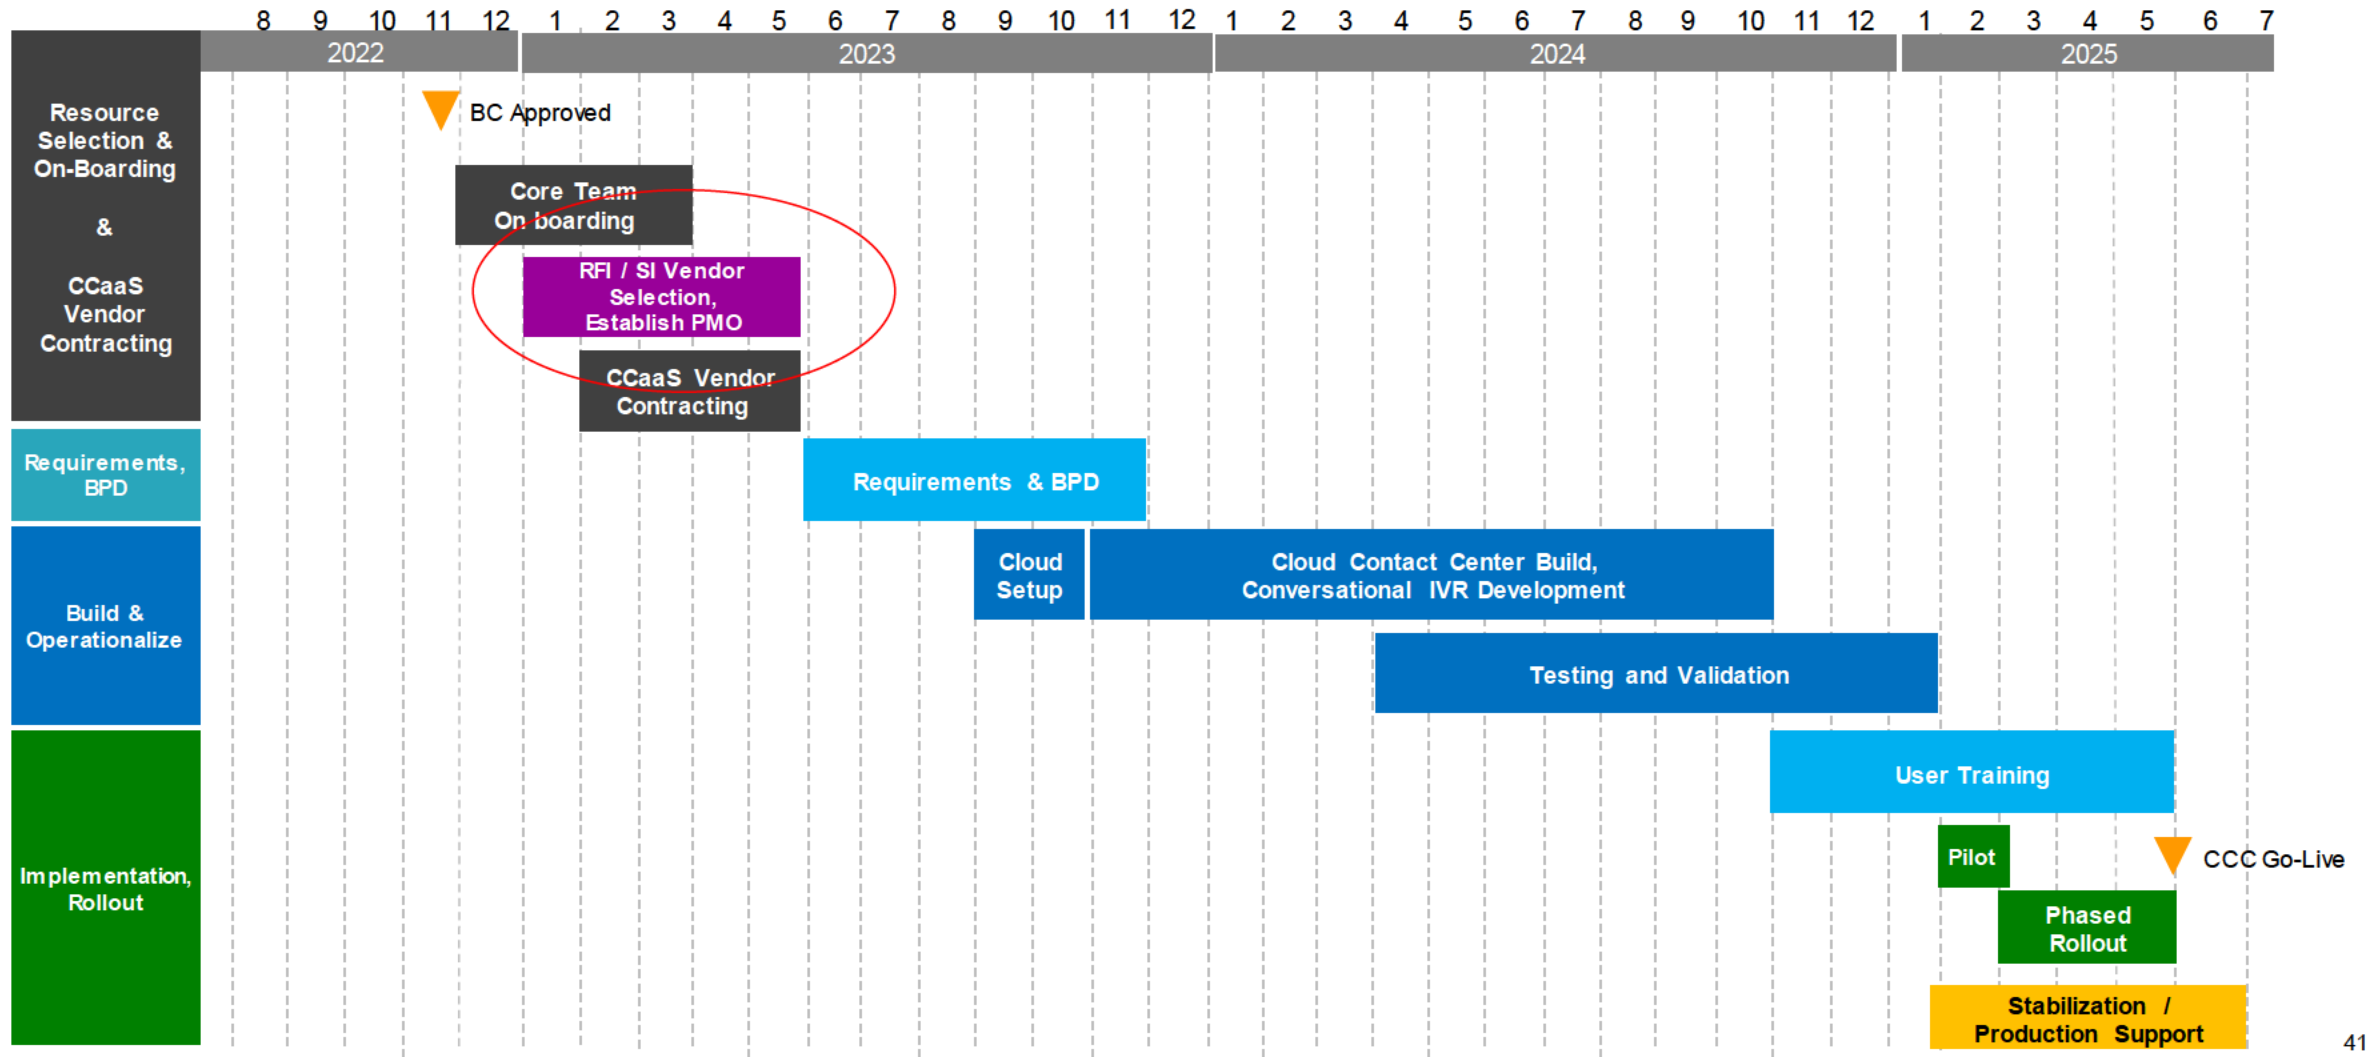 8 9 10 11 12 1 2 3 4 5 6 7 8 9 10 11 12 1 2 3 4 5 6 7 8 9 10 11 12 1 2 3 4 5 6 7
2022 2023 2024 2025
Resource
Selection &
On-Boarding
&
CCaaS
Vendor
Contracting
BC Approved
Core Team
On boarding
RFI / SI Vendor
Selection,
Establish PMO
CCaaS Vendor
Contracting
Requirements,
BPD
Requirements & BPD
Build &
Operationalize
Cloud
Setup
Cloud Contact Center Build,
Conversational IVR Development
Testing and Validation
Implementation,
Rollout
User Training
Pilot
CCC Go-Live
Phased
Rollout
Stabilization /
Production Support
41